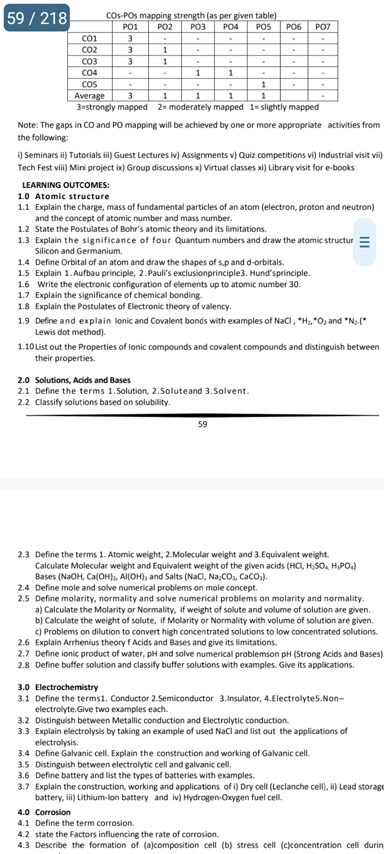 59 / 218
COs-POs mapping strength (as per given table)
PO1 PO2 PO3 PO4 PO5 PO6 PO7
CO1 3 - - - - - -
CO2 3 1 - - - - -
CO3 3 1 - - - - -
CO4 - - 1 1 - - -
CO5 - - - - 1 - -
Average 3 1 1 1 1 -
3=strongly mapped 2= moderately mapped 1= slightly mapped
Note: The gaps in CO and PO mapping will be achieved by one or more appropriate activities from
the following:
i) Seminars ii) Tutorials iii) Guest Lectures iv) Assignments v) Quiz competitions vi) Industrial visit vii)
Tech Fest viii) Mini project ix) Group discussions x) Virtual classes xi) Library visit for e-books
LEARNING OUTCOMES:
1.0 Atomic structure
1.1 Explain the charge, mass of fundamental particles of an atom (electron, proton and neutron)
and the concept of atomic number and mass number.
1.2 State the Postulates of Bohr's atomic theory and its limitations.
1.3 Explain the significance of four Quantum numbers and draw the atomic structur
Silicon and Germanium.
1.4 Define Orbital of an atom and draw the shapes of s,p and d-orbitals.
1.5 Explain 1.Aufbau principle, 2.Pauli's exclusionprinciple3. Hund'sprinciple.
1.6 Write the electronic configuration of elements up to atomic number 30.
1.7 Explain the significance of chemical bonding.
1.8 Explain the Postulates of Electronic theory of valency.
1.9 Define and explain Ionic and Covalent bonds with examples of NaCl , *H₂,*O₂ and *N₂.(*
Lewis dot method).
1.10 List out the Properties of Ionic compounds and covalent compounds and distinguish between
their properties.
2.0 Solutions, Acids and Bases
2.1 Define the terms 1.Solution, 2.Soluteand 3.Solvent.
2.2 Classify solutions based on solubility.
59
2.3 Define the terms 1. Atomic weight, 2.Molecular weight and 3.Equivalent weight.
Calculate Molecular weight and Equivalent weight of the given acids (HCl, H₂SO₄, H₃PO₄)
Bases (NaOH, Ca(OH)₂, Al(OH)₃ and Salts (NaCl, Na₂CO₃, CaCO₃).
2.4 Define mole and solve numerical problems on mole concept.
2.5 Define molarity, normality and solve numerical problems on molarity and normality.
a) Calculate the Molarity or Normality, if weight of solute and volume of solution are given.
b) Calculate the weight of solute, if Molarity or Normality with volume of solution are given.
c) Problems on dilution to convert high concentrated solutions to low concentrated solutions.
2.6 Explain Arrhenius theory f Acids and Bases and give its limitations.
2.7 Define ionic product of water, pH and solve numerical problemson pH (Strong Acids and Bases)
2.8 Define buffer solution and classify buffer solutions with examples. Give its applications.
3.0 Electrochemistry
3.1 Define the terms1. Conductor 2.Semiconductor 3.Insulator, 4.Electrolyte5.Non–
electrolyte.Give two examples each.
3.2 Distinguish between Metallic conduction and Electrolytic conduction.
3.3 Explain electrolysis by taking an example of used NaCl and list out the applications of
electrolysis.
3.4 Define Galvanic cell. Explain the construction and working of Galvanic cell.
3.5 Distinguish between electrolytic cell and galvanic cell.
3.6 Define battery and list the types of batteries with examples.
3.7 Explain the construction, working and applications of i) Dry cell (Leclanche cell), ii) Lead storage
battery, iii) Lithium-Ion battery and iv) Hydrogen-Oxygen fuel cell.
4.0 Corrosion
4.1 Define the term corrosion.
4.2 state the Factors influencing the rate of corrosion.
4.3 Describe the formation of (a)composition cell (b) stress cell (c)concentration cell durin